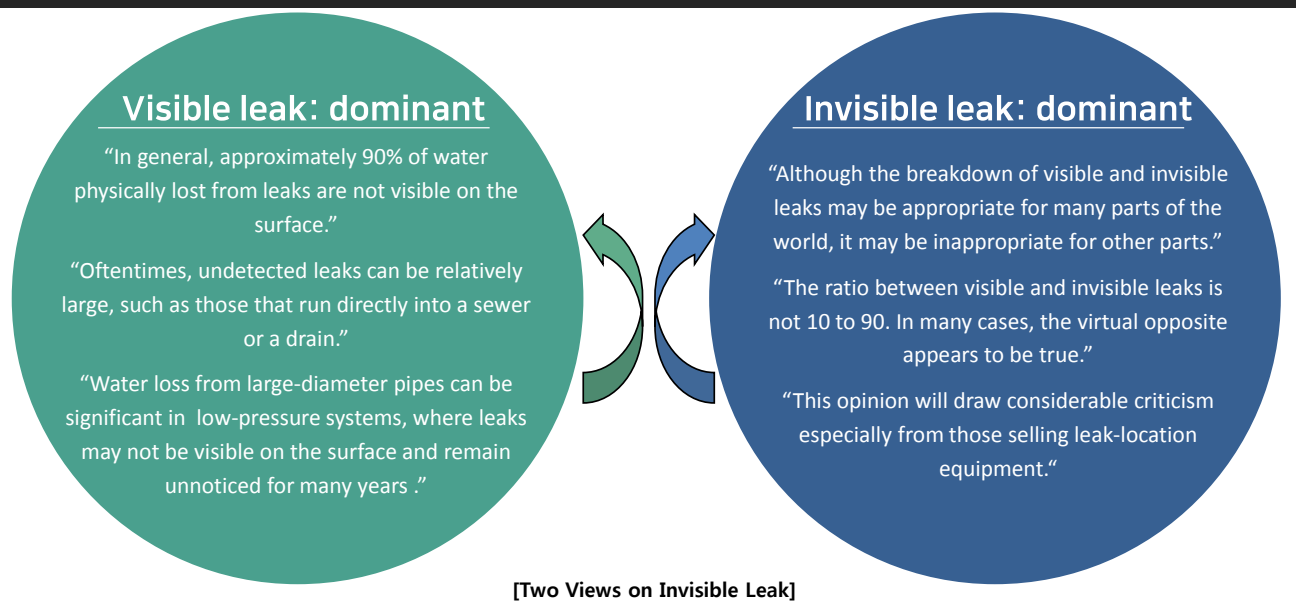 Visible leak: dominant
“In general, approximately 90% of water
physically lost from leaks are not visible on the
surface.”
“Oftentimes, undetected leaks can be relatively
large, such as those that run directly into a sewer
or a drain.”
“Water loss from large-diameter pipes can be
significant in  low-pressure systems, where leaks
may not be visible on the surface and remain
unnoticed for many years .”
Invisible leak: dominant
“Although the breakdown of visible and invisible
leaks may be appropriate for many parts of the
world, it may be inappropriate for other parts.”
“The ratio between visible and invisible leaks is
not 10 to 90. In many cases, the virtual opposite
appears to be true.”
“This opinion will draw considerable criticism
especially from those selling leak-location
equipment.“
[Two Views on Invisible Leak]